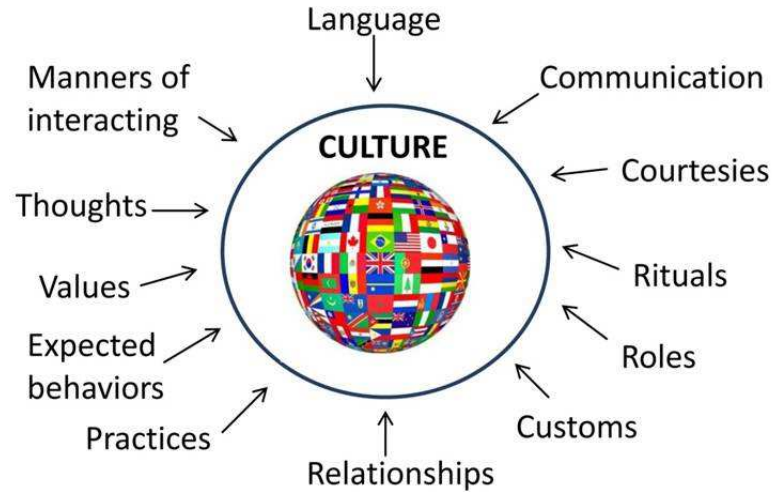 Language
Manners of
interacting
Communication
CULTURE
Courtesies
Thoughts
Values
Rituals
Expected
behaviors
Roles
Practices
Customs
Relationships